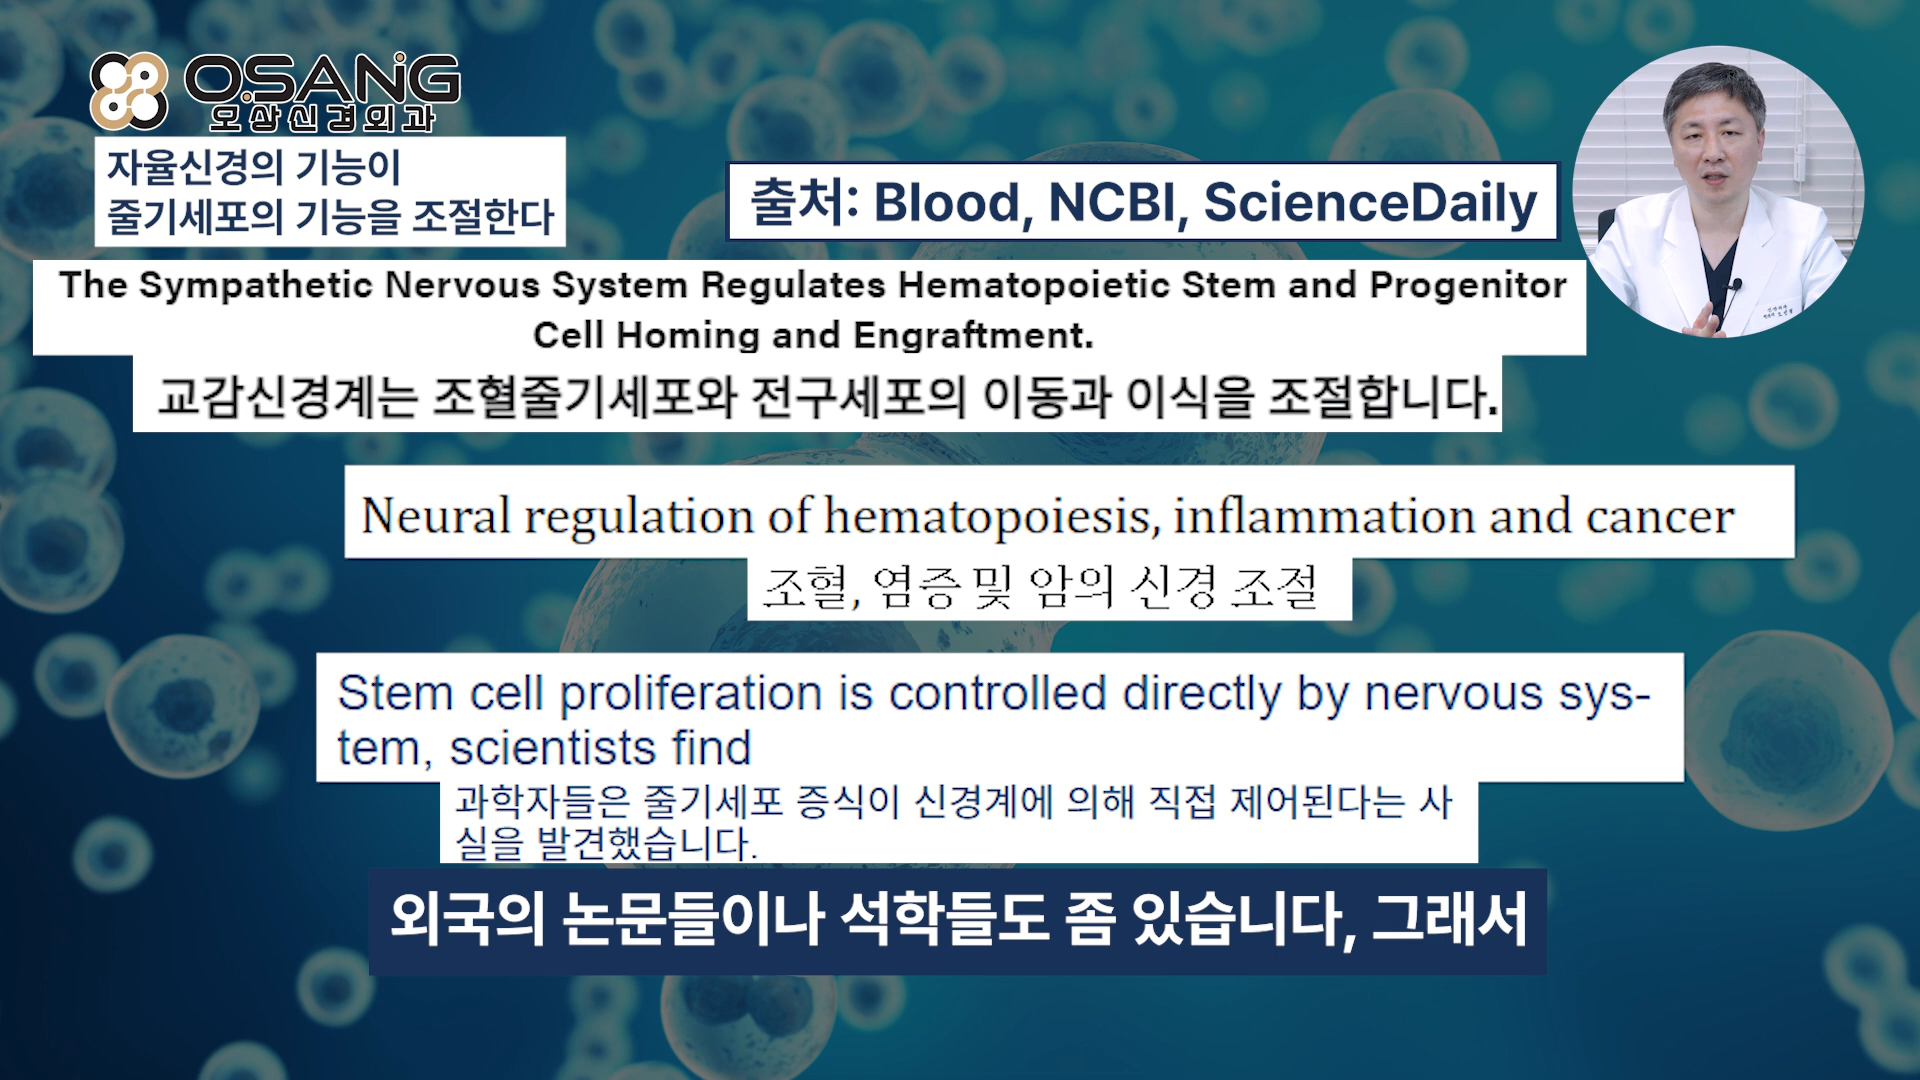 O.SANG
오상신경외과
자율신경의 기능이
줄기세포의 기능을 조절한다
출처: Blood, NCBI, ScienceDaily
The Sympathetic Nervous System Regulates Hematopoietic Stem and Progenitor
Cell Homing and Engraftment.
교감신경계는 조혈줄기세포와 전구세포의 이동과 이식을 조절합니다.
Neural regulation of hematopoiesis, inflammation and cancer
조혈, 염증 및 암의 신경 조절
Stem cell proliferation is controlled directly by nervous sys-
tem, scientists find
과학자들은 줄기세포 증식이 신경계에 의해 직접 제어된다는 사
실을 발견했습니다.
외국의 논문들이나 석학들도 좀 있습니다, 그래서